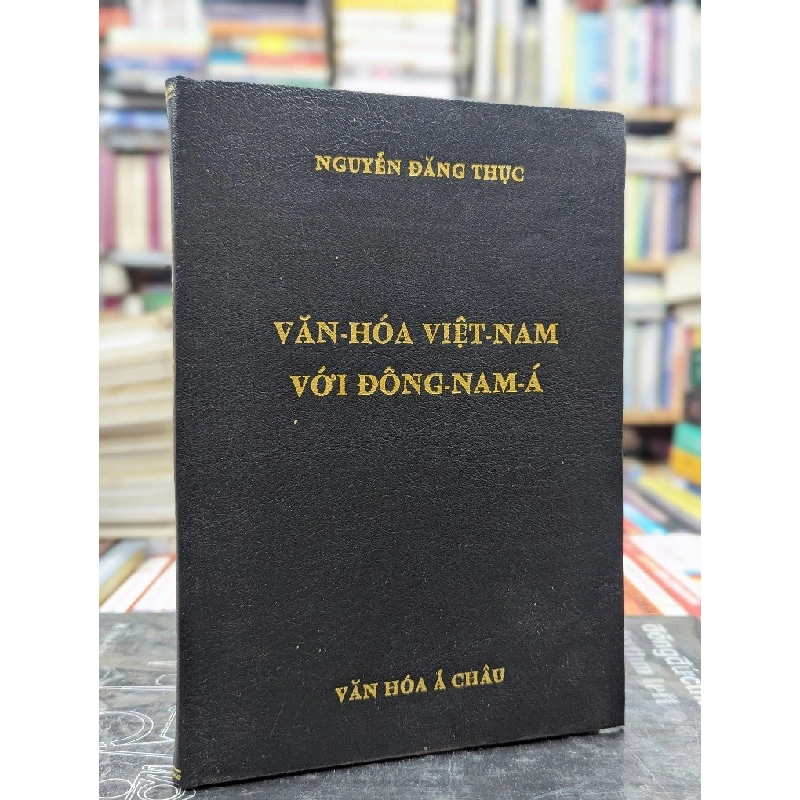 NGUYỄN ĐĂNG THỤC
VĂN-HÓA VIỆT-NAM
VỚI ĐÔNG-NAM-Á
VĂN HÓA Á CHÂU